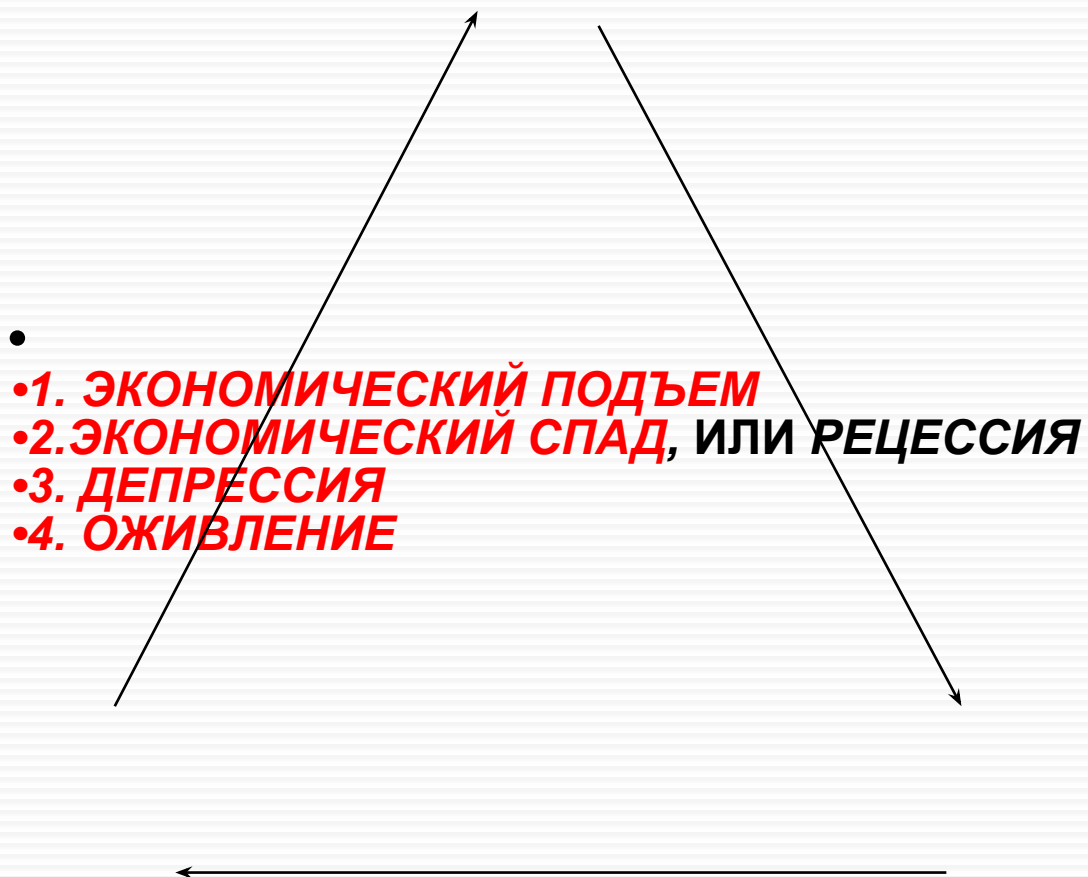 •
•1. ЭКОНОМИЧЕСКИЙ ПОДЪЕМ
•2.ЭКОНОМИЧЕСКИЙ СПАД, ИЛИ РЕЦЕССИЯ
•3. ДЕПРЕССИЯ
•4. ОЖИВЛЕНИЕ